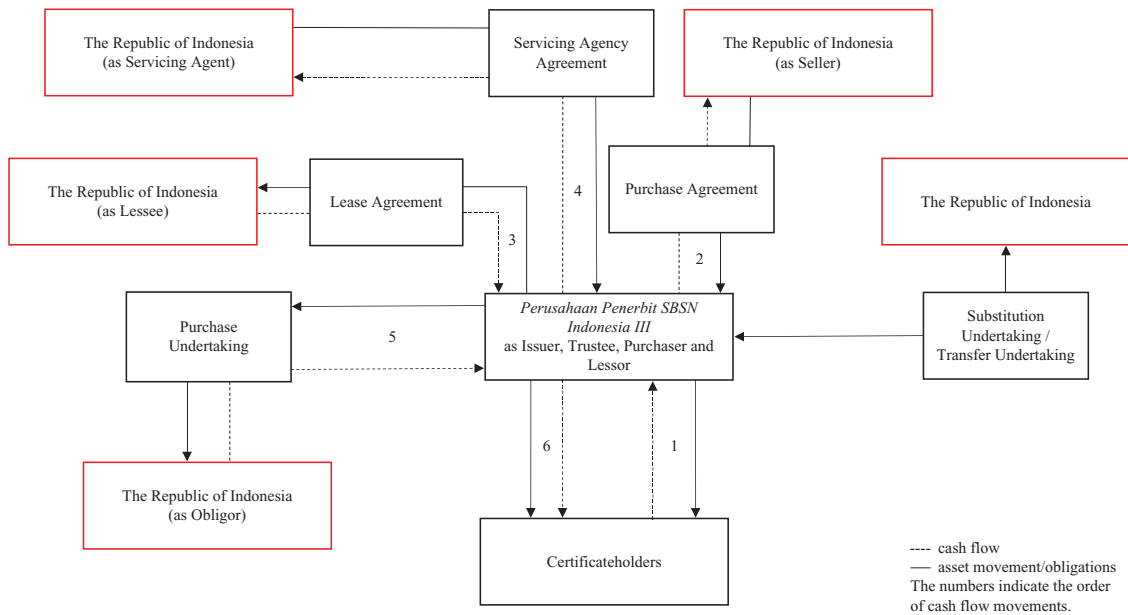 The Republic of Indonesia
(as Servicing Agent)
Servicing Agency
Agreement
The Republic of Indonesia
(as Seller)
The Republic of Indonesia
(as Lessee)
Lease Agreement
4
Purchase Agreement
The Republic of Indonesia
3
2
Purchase
Undertaking
5
Perusahaan Penerbit SBSN
Indonesia III
as Issuer, Trustee, Purchaser and
Lessor
Substitution
Undertaking /
Transfer Undertaking
6
1
The Republic of Indonesia
(as Obligor)
Certificateholders
---- cash flow
— asset movement/obligations
The numbers indicate the order
of cash flow movements.